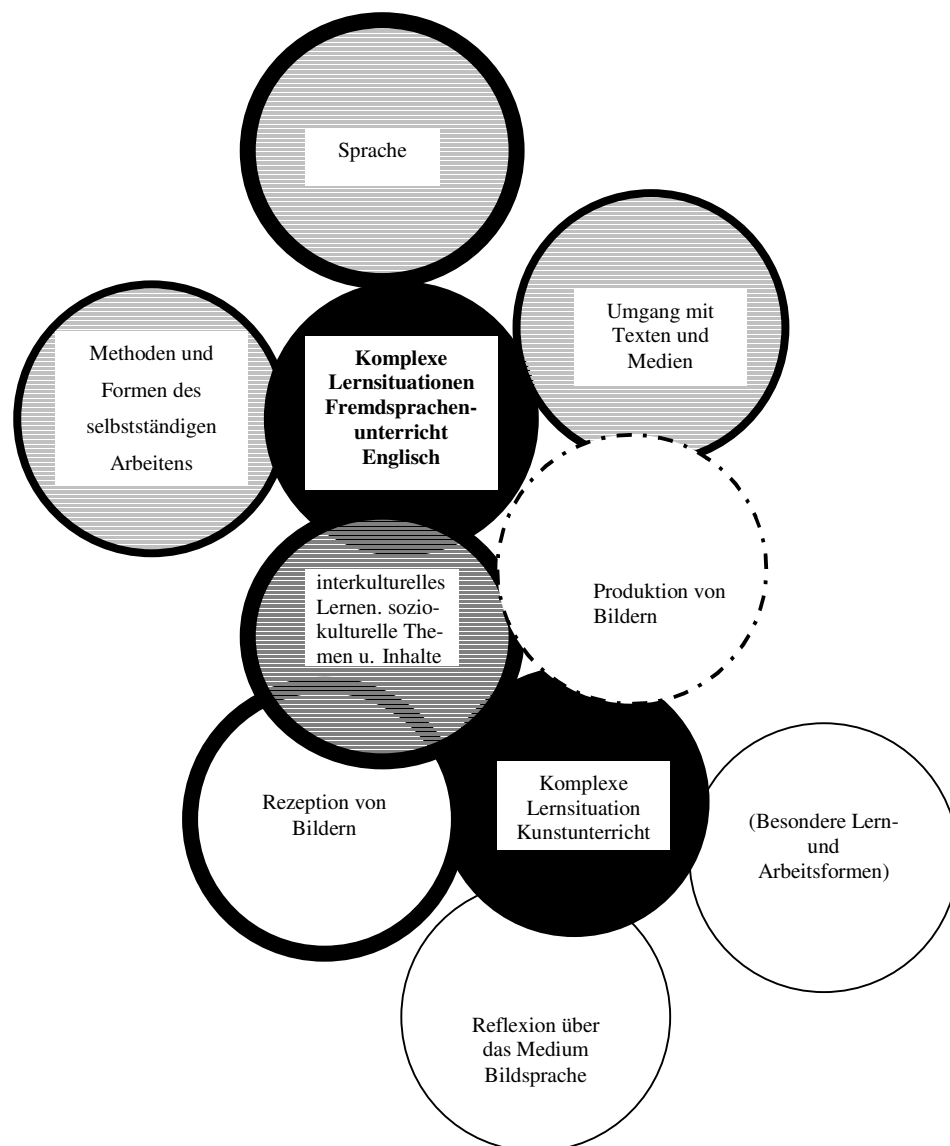 Sprache
Umgang mit
Texten und
Medien
Methoden und
Formen des
selbstständigen
Arbeitens
Komplexe
Lernsituationen
Fremdsprachen-
unterricht
Englisch
interkulturelles
Lernen. sozio-
kulturelle The-
men u. Inhalte
Produktion von
Bildern
Rezeption von
Bildern
Komplexe
Lernsituation
Kunstunterricht
(Besondere Lern-
und
Arbeitsformen)
Reflexion über
das Medium
Bildsprache